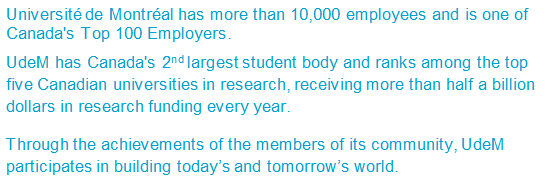 Université de Montréal has more than 10,000 employees and is one of
Canada's Top 100 Employers.
UdeM has Canada's 2nd largest student body and ranks among the top
five Canadian universities in research, receiving more than half a billion
dollars in research funding every year.
Through the achievements of the members of its community, UdeM
participates in building today’s and tomorrow’s world.